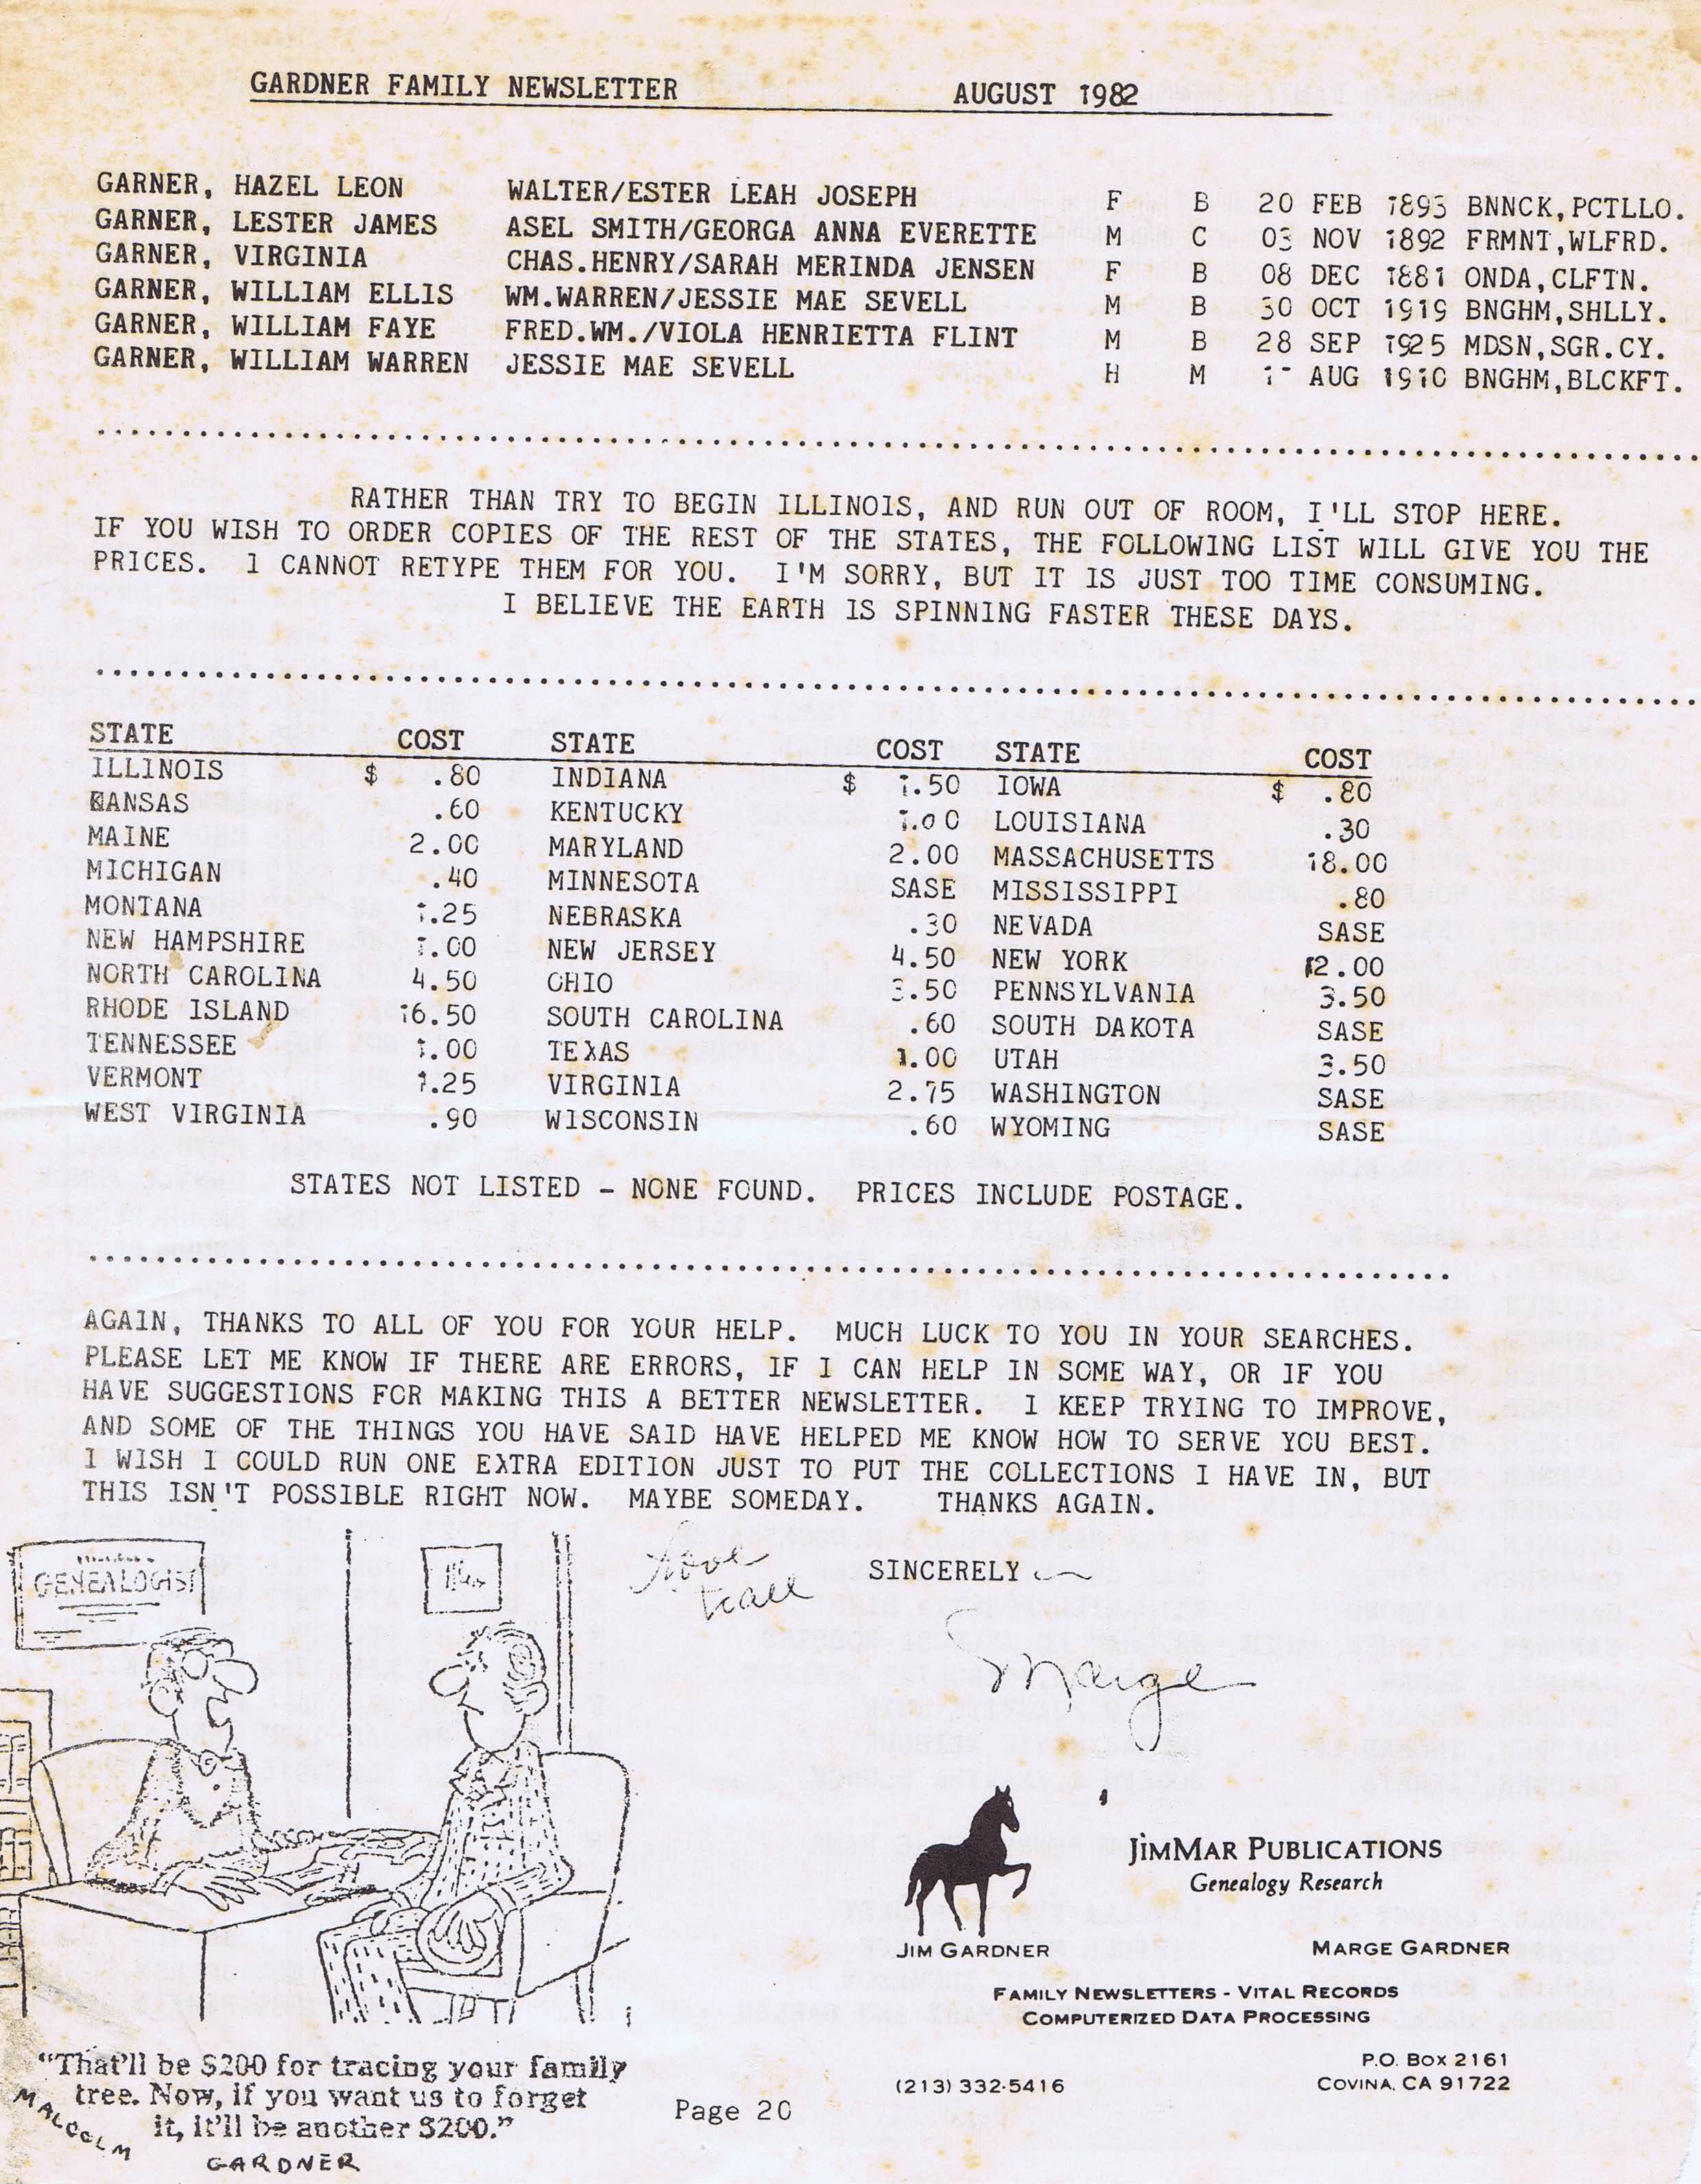 GARDNER FAMILY NEWSLETTER AUGUST 1982
GARNER, HAZEL LEON WALTER/ESTER LEAH JOSEPH F B 20 FEB 1893 BNNCK,PCTLLO.
GARNER, LESTER JAMES ASEL SMITH/GEORGA ANNA EVERETTE M C 03 NOV 1892 FRMNT,WLFRD.
GARNER, VIRGINIA CHAS.HENRY/SARAH MERINDA JENSEN F B 08 DEC 1881 ONDA,CLFTN.
GARNER, WILLIAM ELLIS WM.WARREN/JESSIE MAE SEVELL M B 30 OCT 1919 BNGHM,SHLLY.
GARNER, WILLIAM FAYE FRED.WM./VIOLA HENRIETTA FLINT M B 28 SEP 1925 MDSN,SGR.CY.
GARNER, WILLIAM WARREN JESSIE MAE SEVELL H M AUG 1910 BNGHM,BLCKFT.
RATHER THAN TRY TO BEGIN ILLINOIS, AND RUN OUT OF ROOM, I'LL STOP HERE.
IF YOU WISH TO ORDER COPIES OF THE REST OF THE STATES, THE FOLLOWING LIST WILL GIVE YOU THE
PRICES. I CANNOT RETYPE THEM FOR YOU. I'M SORRY, BUT IT IS JUST TOO TIME CONSUMING.
I BELIEVE THE EARTH IS SPINNING FASTER THESE DAYS.
STATE COST STATE COST STATE COST
ILLINOIS $ .80 INDIANA $ 1.50 IOWA $ .80
KANSAS .60 KENTUCKY 1.00 LOUISIANA .30
MAINE 2.00 MARYLAND 2.00 MASSACHUSETTS 18.00
MICHIGAN .40 MINNESOTA SASE MISSISSIPPI .80
MONTANA 1.25 NEBRASKA .30 NEVADA SASE
NEW HAMPSHIRE 1.00 NEW JERSEY 4.50 NEW YORK 12.00
NORTH CAROLINA 4.50 OHIO 3.50 PENNSYLVANIA 3.50
RHODE ISLAND 16.50 SOUTH CAROLINA .60 SOUTH DAKOTA SASE
TENNESSEE 1.00 TEXAS 1.00 UTAH 3.50
VERMONT 1.25 VIRGINIA 2.75 WASHINGTON SASE
WEST VIRGINIA .90 WISCONSIN .60 WYOMING SASE
STATES NOT LISTED - NONE FOUND. PRICES INCLUDE POSTAGE.
AGAIN, THANKS TO ALL OF YOU FOR YOUR HELP. MUCH LUCK TO YOU IN YOUR SEARCHES.
PLEASE LET ME KNOW IF THERE ARE ERRORS, IF I CAN HELP IN SOME WAY, OR IF YOU
HAVE SUGGESTIONS FOR MAKING THIS A BETTER NEWSLETTER. I KEEP TRYING TO IMPROVE,
AND SOME OF THE THINGS YOU HAVE SAID HAVE HELPED ME KNOW HOW TO SERVE YOU BEST.
I WISH I COULD RUN ONE EXTRA EDITION JUST TO PUT THE COLLECTIONS I HAVE IN, BUT
THIS ISN'T POSSIBLE RIGHT NOW. MAYBE SOMEDAY. THANKS AGAIN.
GENEALOGIST
Love
to all
SINCERELY
Marge
JIMMAR PUBLICATIONS
Genealogy Research
JIM GARDNER MARGE GARDNER
FAMILY NEWSLETTERS - VITAL RECORDS
COMPUTERIZED DATA PROCESSING
P.O. BOX 2161
(213) 332-5416 COVINA, CA 91722
"That'll be $200 for tracing your family
tree. Now, if you want us to forget
it, it'll be another $200."
MALCOLM
GARDNER
Page 20